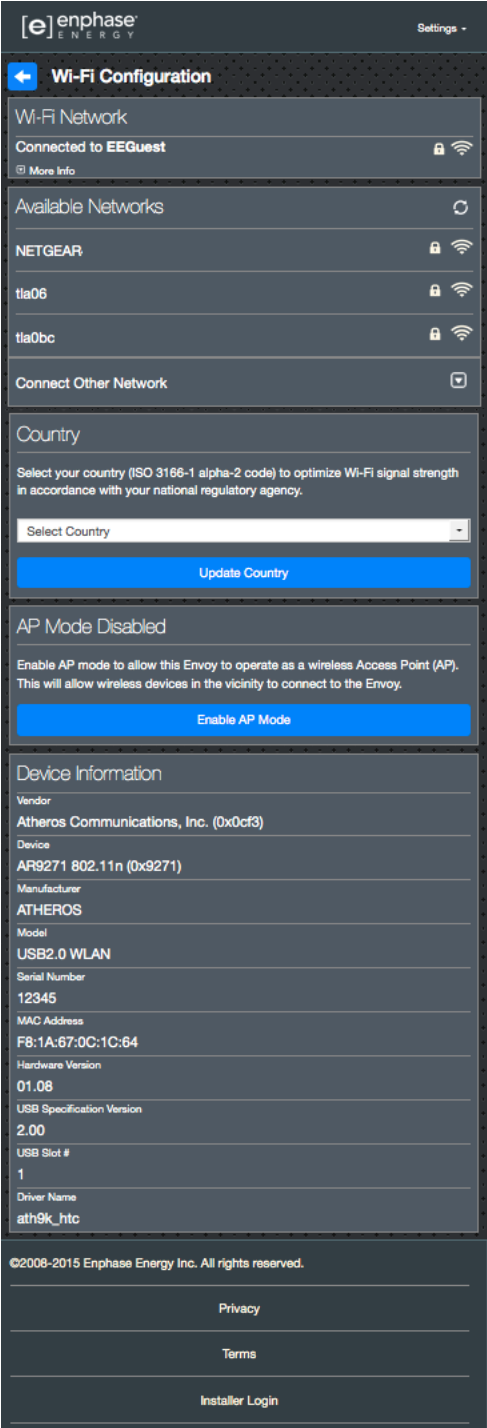 [e] enphase
ENERGY
Settings
Wi-Fi Configuration
Wi-Fi Network
Connected to EEGuest
More Info
Available Networks
NETGEAR
tla06
tla0bc
Connect Other Network
Country
Select your country (ISO 3166-1 alpha-2 code) to optimize Wi-Fi signal strength
in accordance with your national regulatory agency.
Select Country
Update Country
AP Mode Disabled
Enable AP mode to allow this Envoy to operate as a wireless Access Point (AP).
This will allow wireless devices in the vicinity to connect to the Envoy.
Enable AP Mode
Device Information
Vendor
Atheros Communications, Inc. (0x0cf3)
Device
AR9271 802.11n (0x9271)
Manufacturer
ATHEROS
Model
USB2.0 WLAN
Serial Number
12345
MAC Address
F8:1A:67:0C:1C:64
Hardware Version
01.08
USB Specification Version
2.00
USB Slot #
1
Driver Name
ath9k_htc
©2008-2015 Enphase Energy Inc. All rights reserved.
Privacy
Terms
Installer Login